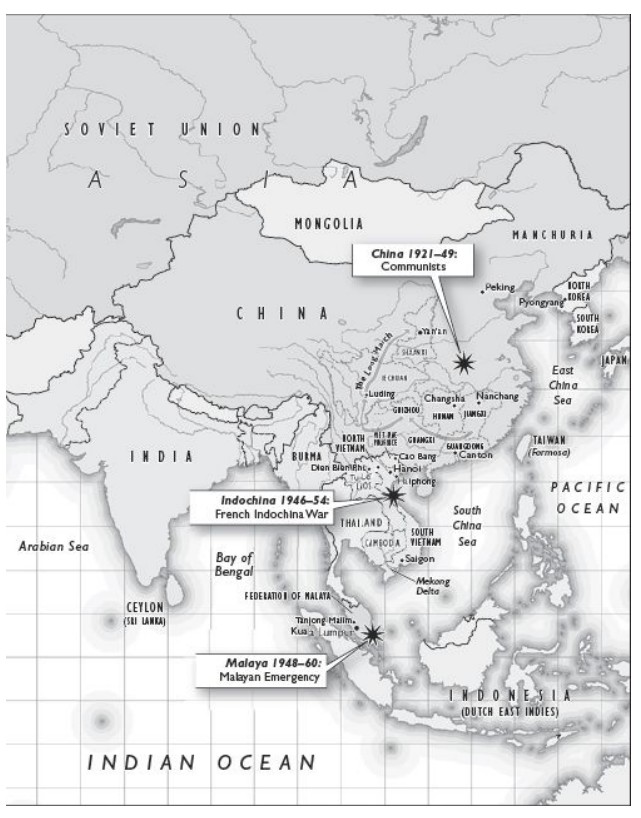 SOVIET UNION
ASIA
MONGOLIA
MANCHURIA
China 1921–49:
Communists
Peking
NORTH
KOREA
Pyongyang
SOUTH
KOREA
CHINA
Yan'an
SHAANXI
JAPAN
The Long March
East
China
Sea
Luding
Changsha
Nanchang
GUIZHOU
HUNAN
JIANGXI
TAIWAN
(Formosa)
GUANGXI
GUANGDONG
Canton
INDIA
BURMA
NORTH
VIETNAM
Cao Bang
Dien Bien Phu
Hanoi
Haiphong
LAOS
PACIFIC
OCEAN
Indochina 1946–54:
French Indochina War
South
China
Sea
THAILAND
CAMBODIA
SOUTH
VIETNAM
Saigon
Mekong
Delta
Arabian Sea
Bay of
Bengal
CEYLON
(SRI LANKA)
FEDERATION OF MALAYA
Tanjong Malim
Kuala Lumpur
Malaya 1948–60:
Malayan Emergency
INDONESIA
(DUTCH EAST INDIES)
INDIAN OCEAN